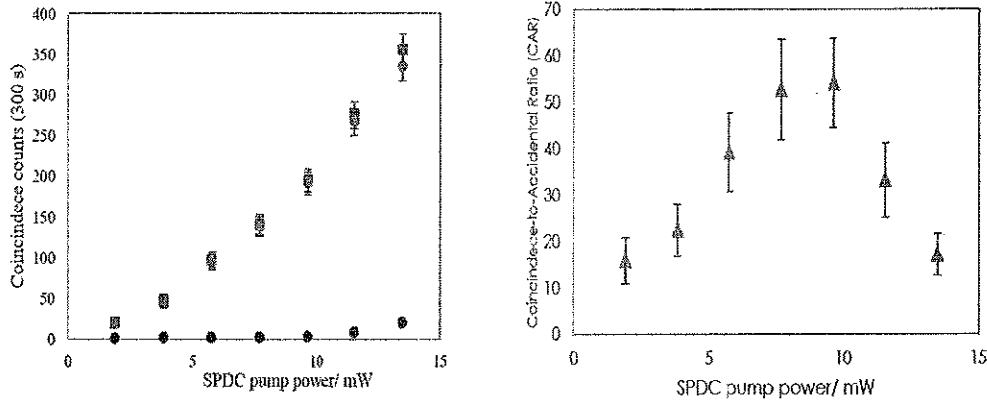 Coincindece counts (300 s)
400
350
300
250
200
150
100
50
0
0 5 10 15
SPDC pump power/ mW
Coincindece-to-Accidental Ratio (CAR)
70
60
50
40
30
20
10
0
0 5 10 15
SPDC pump power/ mW